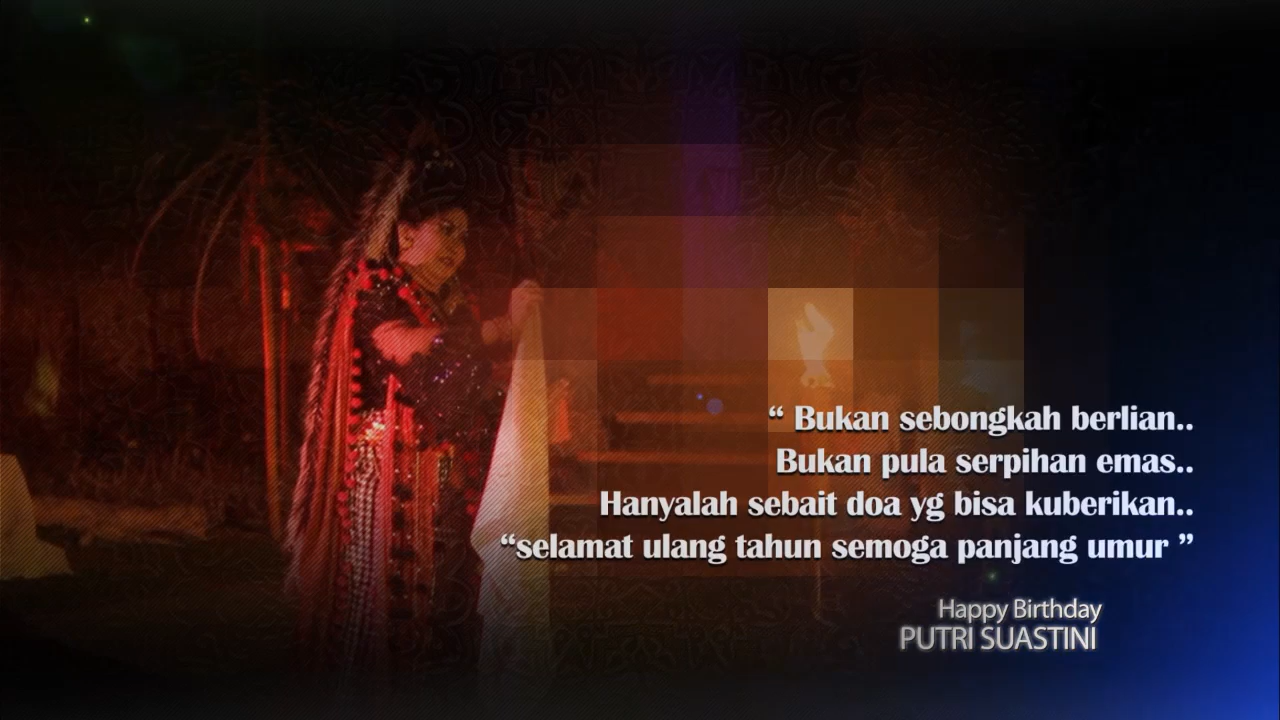 “ Bukan sebongkah berlian..
Bukan pula serpihan emas..
Hanyalah sebait doa yg bisa kuberikan..
“selamat ulang tahun semoga panjang umur ”
Happy Birthday
PUTRI SUASTINI